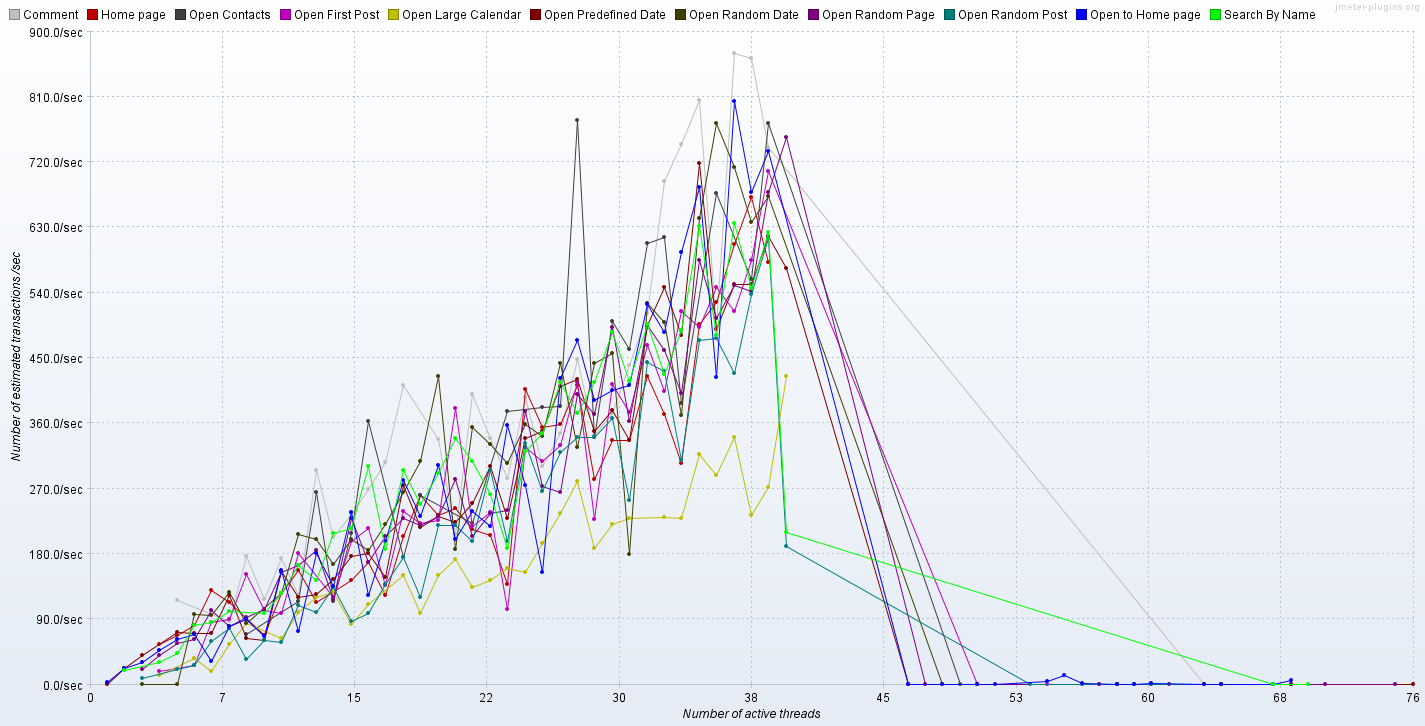 Comment Home page Open Contacts Open First Post Open Large Calendar Open Predefined Date Open Random Date Open Random Page Open Random Post Open to Home page Search By Name
jmeter-plugins.org
900.0/sec
810.0/sec
720.0/sec
630.0/sec
540.0/sec
450.0/sec
360.0/sec
270.0/sec
180.0/sec
90.0/sec
0.0/sec
Number of estimated transactions /sec
0 7 15 22 30 38 45 53 60 68 76
Number of active threads